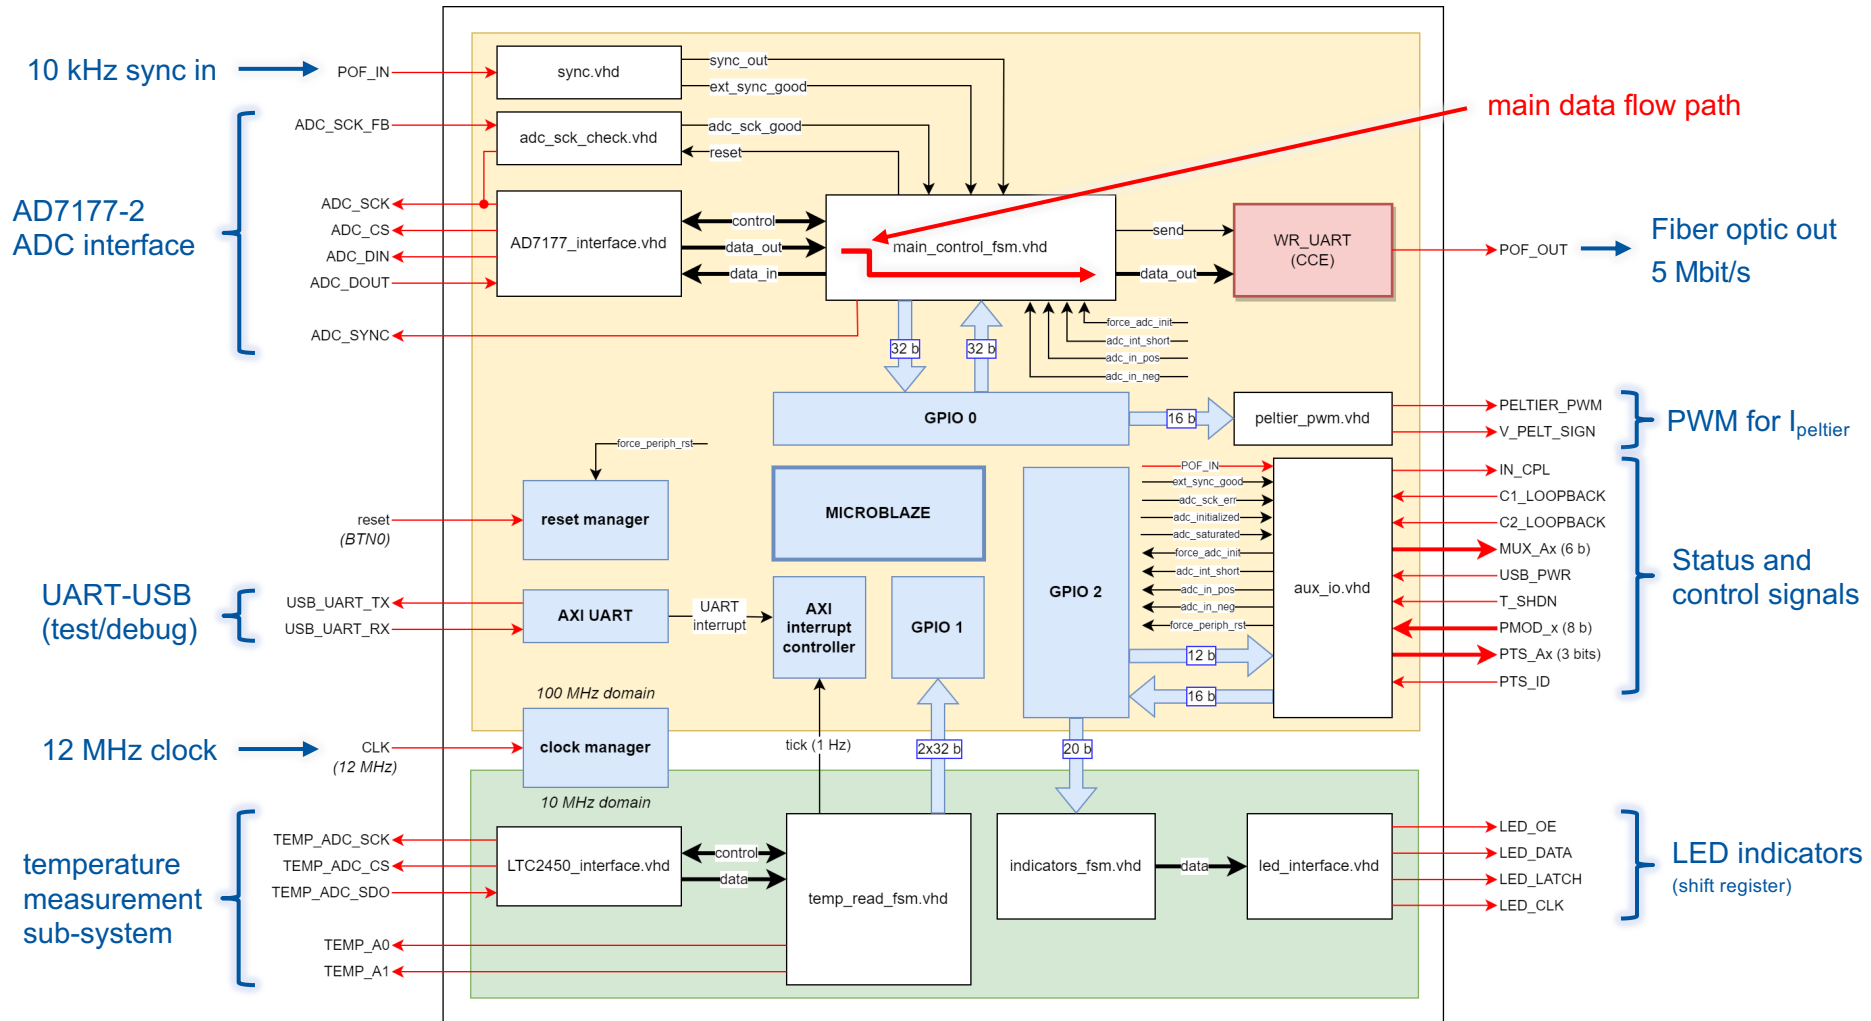 10 kHz sync in
POF_IN
sync.vhd
sync_out
ext_sync_good
main data flow path
ADC_SCK_FB
adc_sck_check.vhd
adc_sck_good
reset
AD7177-2
ADC interface
ADC_SCK
ADC_CS
ADC_DIN
ADC_DOUT
ADC_SYNC
AD7177_interface.vhd
control
data_out
data_in
main_control_fsm.vhd
send
data_out
WR_UART
(CCE)
POF_OUT
Fiber optic out
5 Mbit/s
force_adc_init
adc_int_short
adc_in_pos
adc_in_neg
32 b
32 b
GPIO 0
16 b
peltier_pwm.vhd
PELTIER_PWM
V_PELT_SIGN
PWM for Ipeltier
force_periph_rst
reset manager
reset
(BTN0)
MICROBLAZE
GPIO 2
POF_IN
ext_sync_good
adc_sck_err
adc_initialized
adc_saturated
force_adc_init
adc_int_short
adc_in_pos
adc_in_neg
force_periph_rst
12 b
16 b
aux_io.vhd
IN_CPL
C1_LOOPBACK
C2_LOOPBACK
MUX_Ax (6 b)
USB_PWR
T_SHDN
PMOD_x (8 b)
PTS_Ax (3 bits)
PTS_ID
Status and
control signals
UART-USB
(test/debug)
USB_UART_TX
USB_UART_RX
AXI UART
UART
interrupt
AXI
interrupt
controller
GPIO 1
100 MHz domain
12 MHz clock
CLK
(12 MHz)
clock manager
tick (1 Hz)
2x32 b
20 b
10 MHz domain
temperature
measurement
sub-system
TEMP_ADC_SCK
TEMP_ADC_CS
TEMP_ADC_SDO
TEMP_A0
TEMP_A1
LTC2450_interface.vhd
control
data
temp_read_fsm.vhd
indicators_fsm.vhd
data
led_interface.vhd
LED_OE
LED_DATA
LED_LATCH
LED_CLK
LED indicators
(shift register)